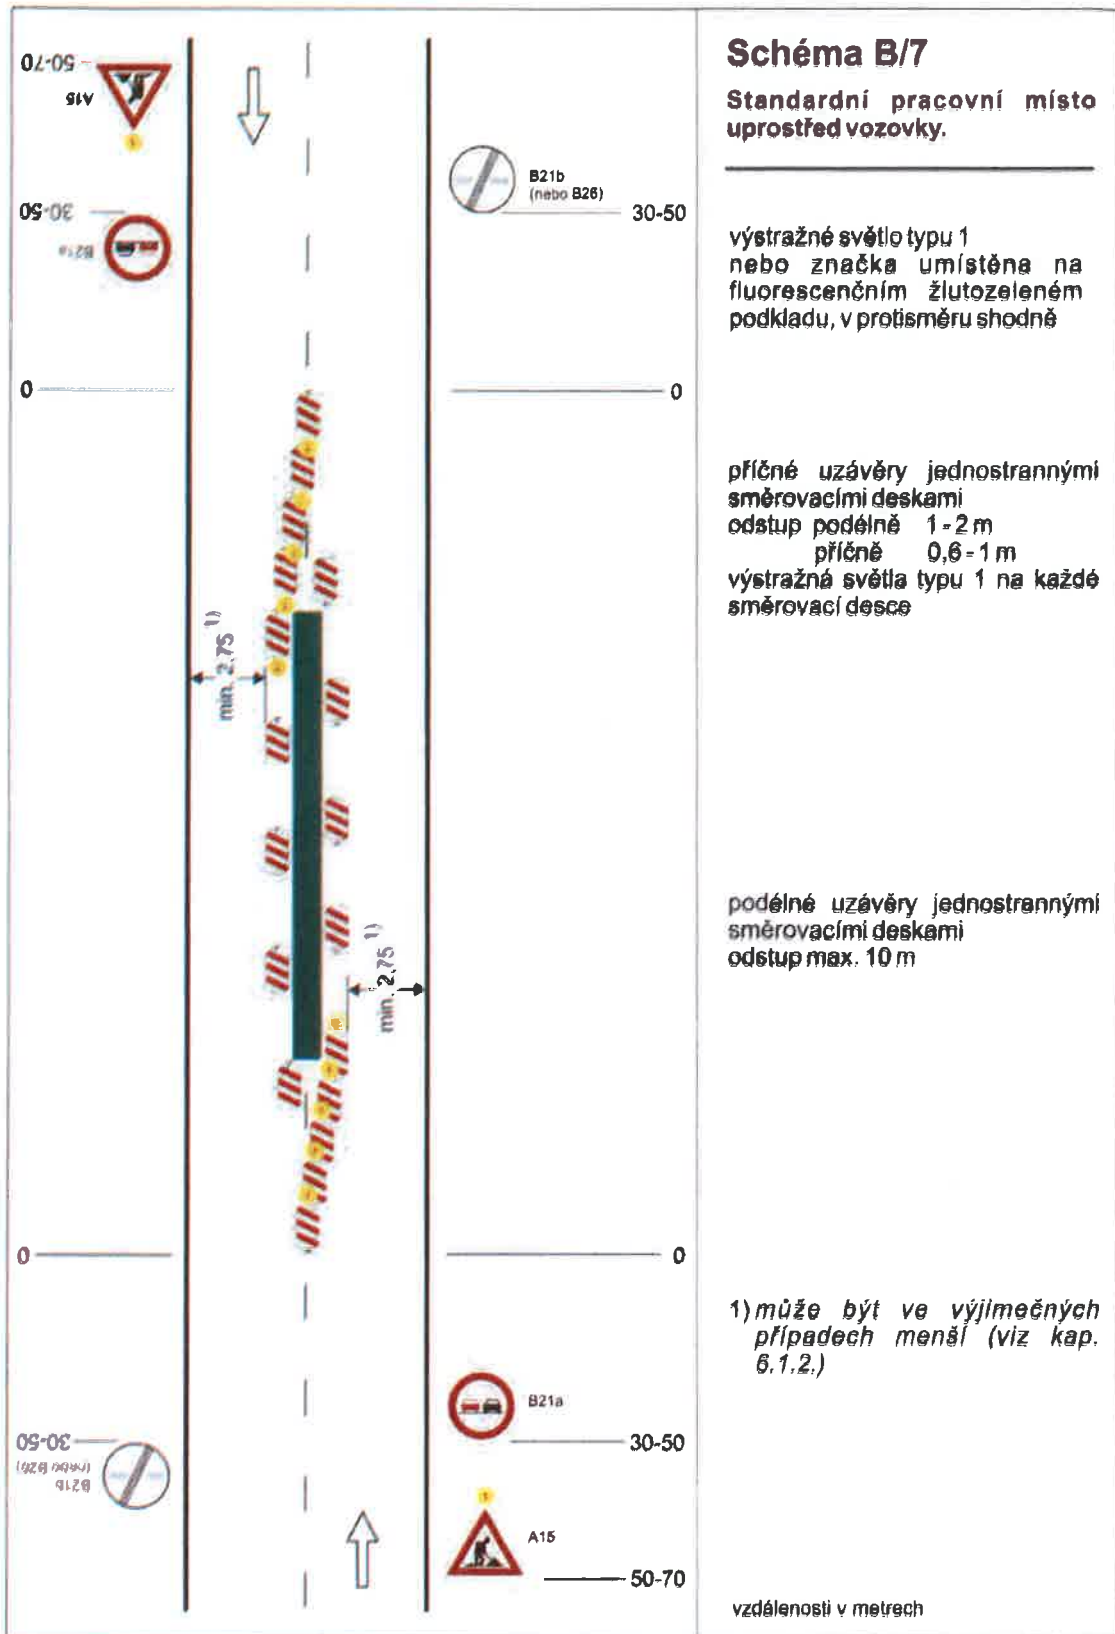 Schéma B/7
Standardní pracovní místo
uprostřed vozovky.
výstražné světlo typu 1
nebo značka umístěna na
fluorescenčním žlutozeleném
podkladu, v protisměru shodně
příčné uzávěry jednostrannými
směrovacími deskami
odstup podélně 1-2 m
příčně 0,6-1 m
výstražná světla typu 1 na každé
směrovací desce
podélné uzávěry jednostrannými
směrovacími deskami
odstup max. 10 m
1) může být ve výjimečných
případech menší (viz kap.
6.1.2.)
vzdálenosti v metrech
50-70
A15
30-50
B21a
B21b
(nebo B26)
30-50
0
0
min. 2,75 1)
min. 2,75 1)
0
0
B21a
30-50
30-50
B21b
(nebo B26)
A15
50-70